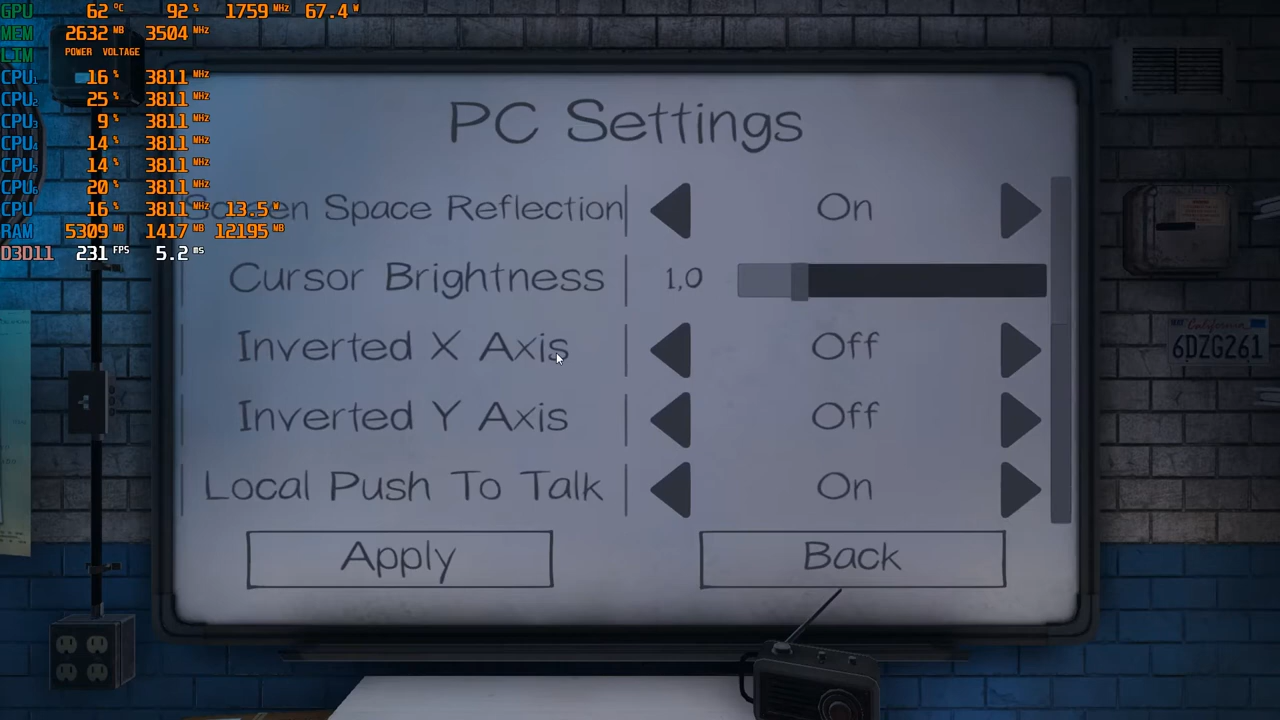 GPU 62 °C 92 % 1759 MHz 67.4 W
MEM 2632 MB 3504 MHz
LIM POWER VOLTAGE
CPU1 16 % 3811 MHz
CPU2 25 % 3811 MHz
CPU3 9 % 3811 MHz
CPU4 14 % 3811 MHz
CPU5 14 % 3811 MHz
CPU6 20 % 3811 MHz
CPU 16 % 3811 MHz 13.5 W
RAM 5309 MB 1417 MB 12195 MB
D3D11 231 FPS 5.2 ms
PC Settings
Screen Space Reflection On
Cursor Brightness 1,0
Inverted X Axis Off
Inverted Y Axis Off
Local Push To Talk On
Apply Back
California
6DZG261